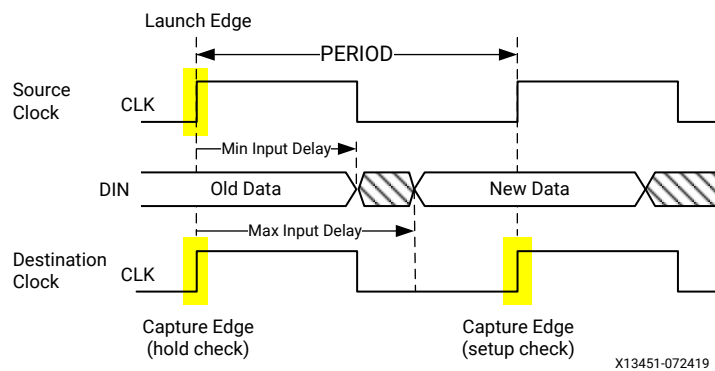 Launch Edge
PERIOD
Source
Clock
CLK
Min Input Delay
DIN
Old Data
New Data
Max Input Delay
Destination
Clock
CLK
Capture Edge
(hold check)
Capture Edge
(setup check)
X13451-072419